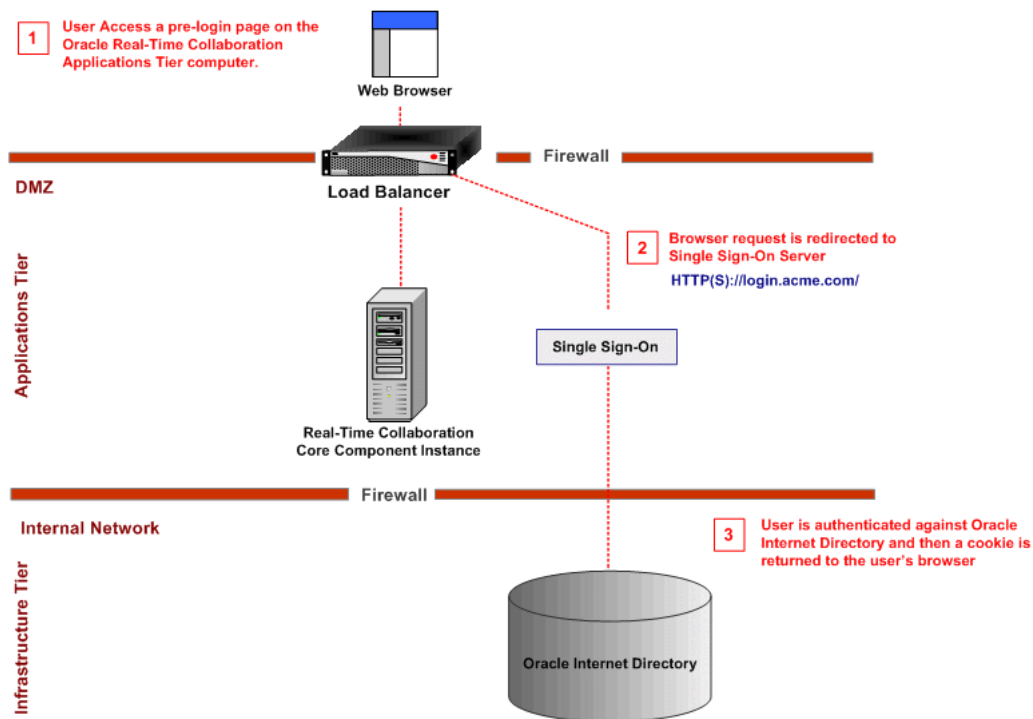 1
User Access a pre-login page on the
Oracle Real-Time Collaboration
Applications Tier computer.
Web Browser
Firewall
DMZ
Load Balancer
Applications Tier
2
Browser request is redirected to
Single Sign-On Server
HTTP(S)://login.acme.com/
Single Sign-On
Real-Time Collaboration
Core Component Instance
Firewall
Internal Network
Infrastructure Tier
3
User is authenticated against Oracle
Internet Directory and then a cookie is
returned to the user's browser
Oracle Internet Directory